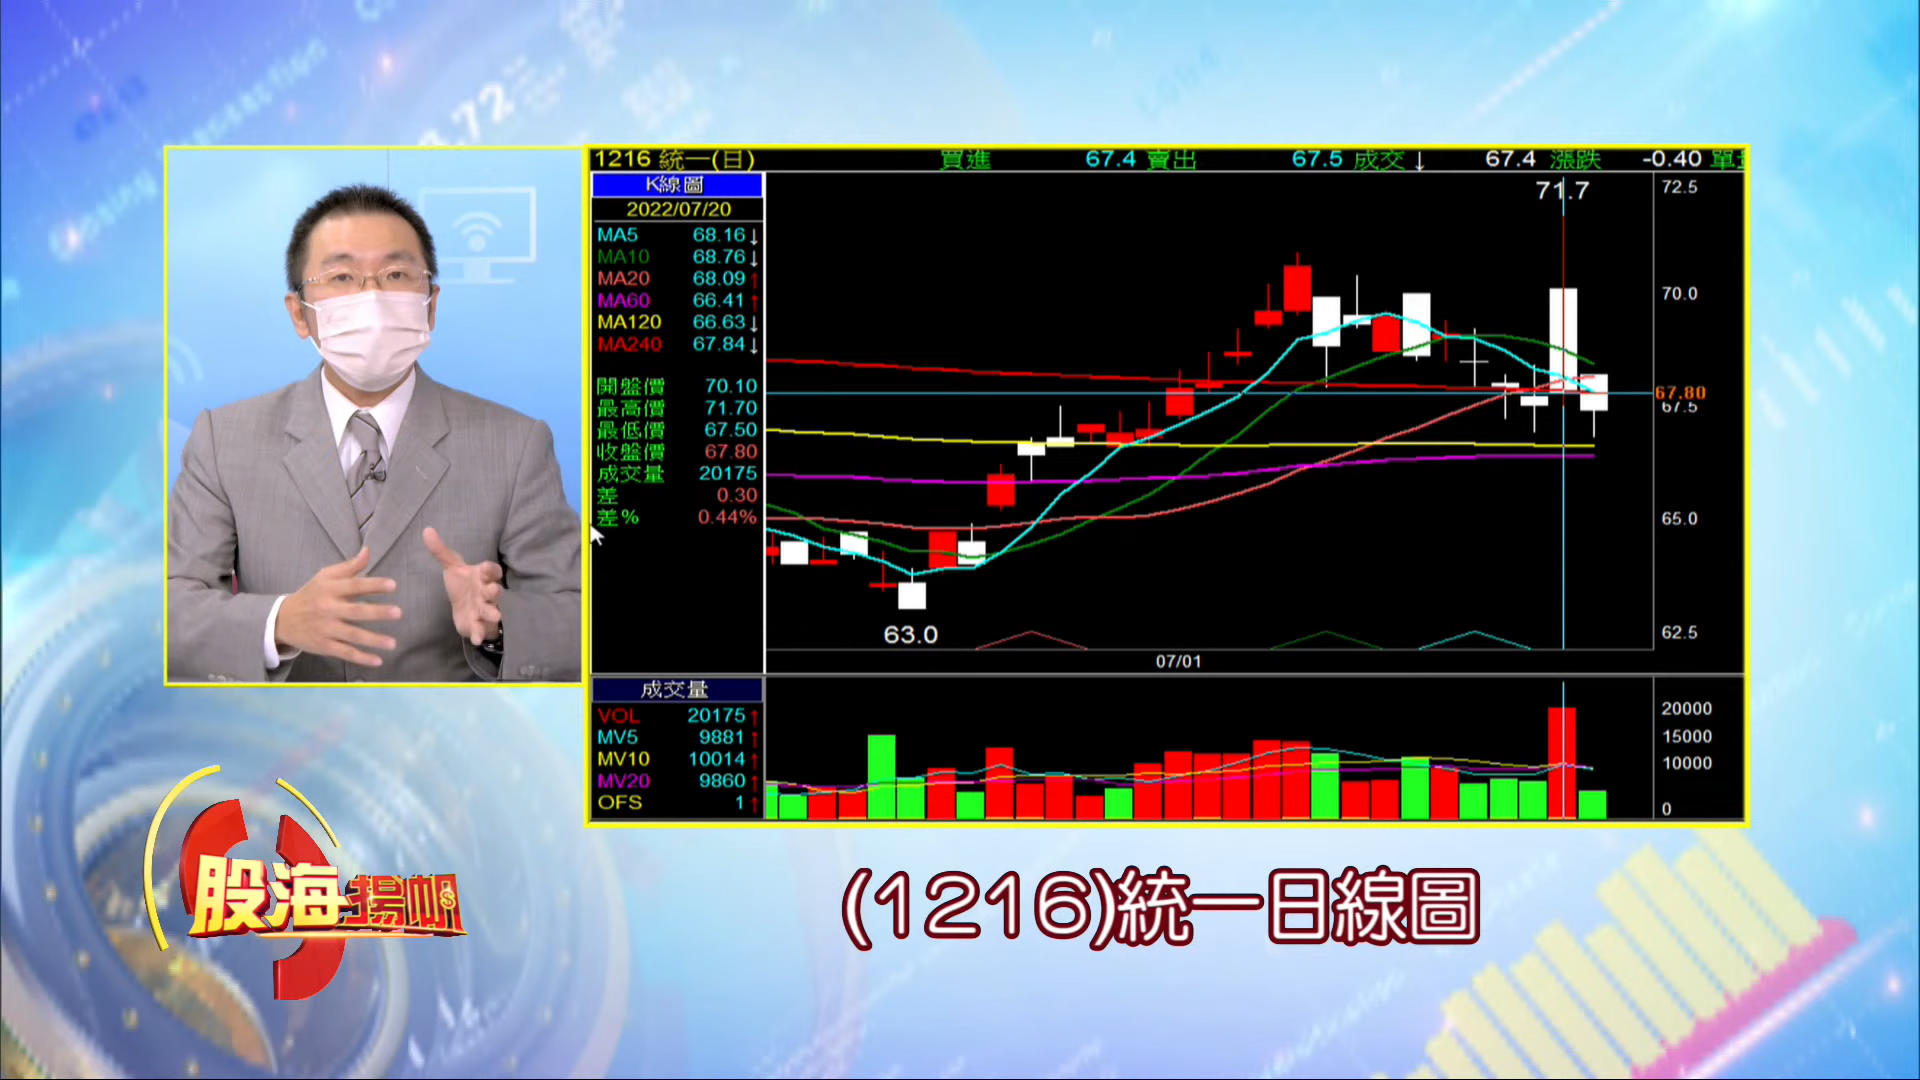 1216 統一(日) 買進 67.4 賣出 67.5 成交↓ 67.4 漲跌 -0.40
K線圖
2022/07/20
MA5 68.16↓
MA10 68.76↓
MA20 68.09↑
MA60 66.41↑
MA120 66.63↓
MA240 67.84↓
開盤價 70.10
最高價 71.70
最低價 67.50
收盤價 67.80
成交量 20175
差 0.30
差% 0.44%
71.7
63.0
07/01
72.5
70.0
67.80
67.5
65.0
62.5
成交量
VOL 20175↑
MV5 9881↑
MV10 10014↑
MV20 9860↑
OFS 1↑
20000
15000
10000
0
股海揚帆
(1216)統一日線圖